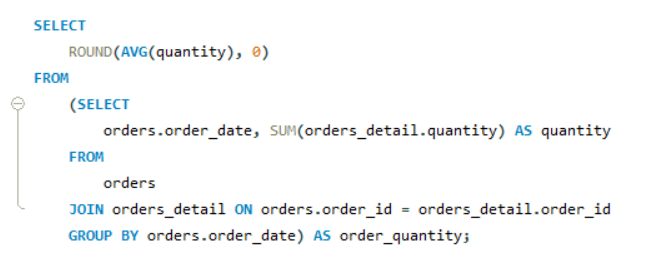 SELECT
ROUND(AVG(quantity), 0)
FROM
(SELECT
orders.order_date, SUM(orders_detail.quantity) AS quantity
FROM
orders
JOIN orders_detail ON orders.order_id = orders_detail.order_id
GROUP BY orders.order_date) AS order_quantity;